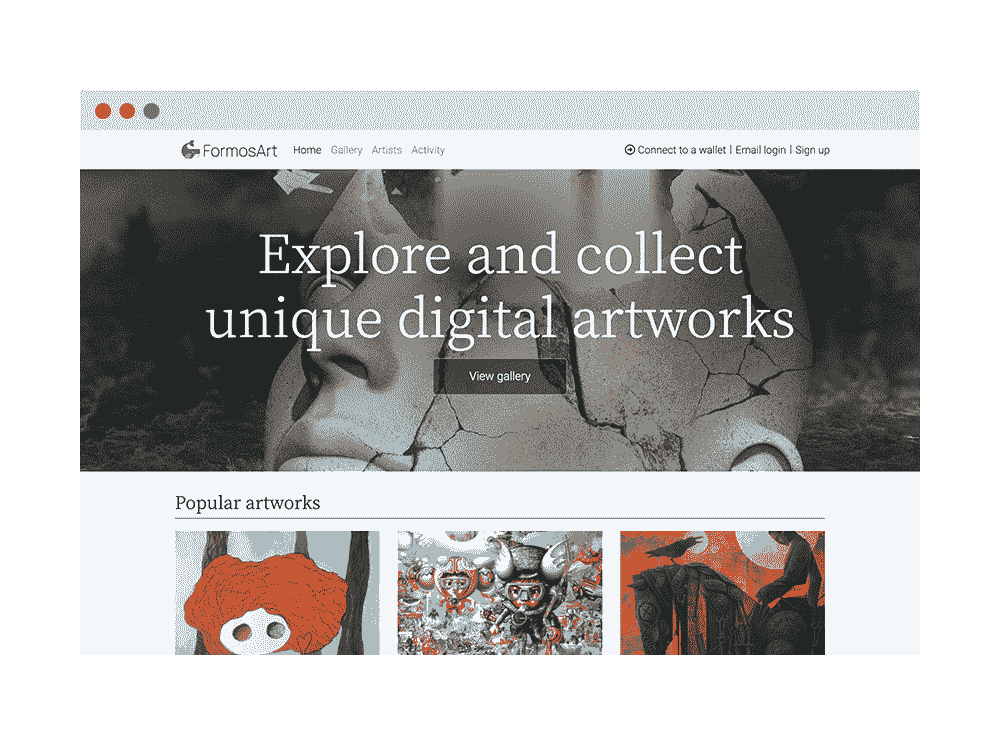 FormosArt Home Gallery Artists Activity Connect to a wallet | Email login | Sign up
Explore and collect
unique digital artworks
View gallery
Popular artworks